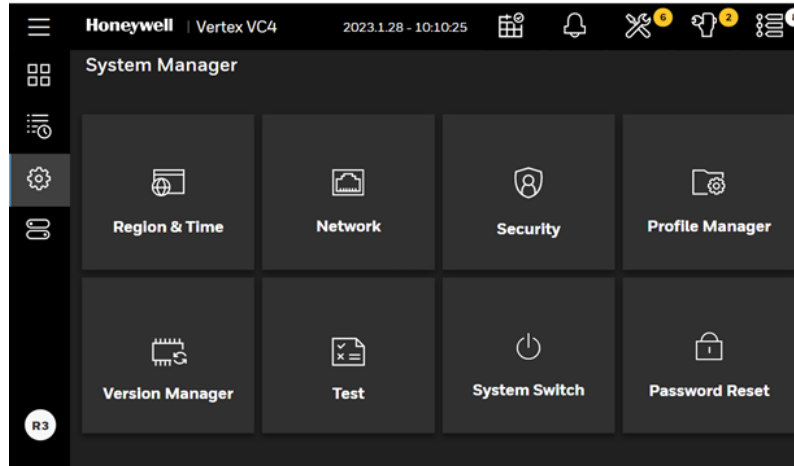 Honeywell | Vertex VC4 2023.1.28 - 10:10:25 6 2
System Manager
Region & Time Network Security Profile Manager
Version Manager Test System Switch Password Reset
R3